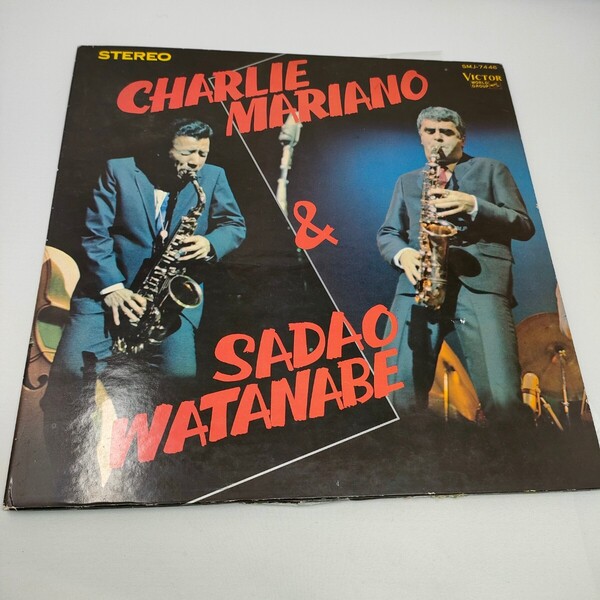 STEREO
SMJ-7446
CHARLIE
MARIANO
VICTOR
WORLD
GROUP
&
SADAO
WATANABE